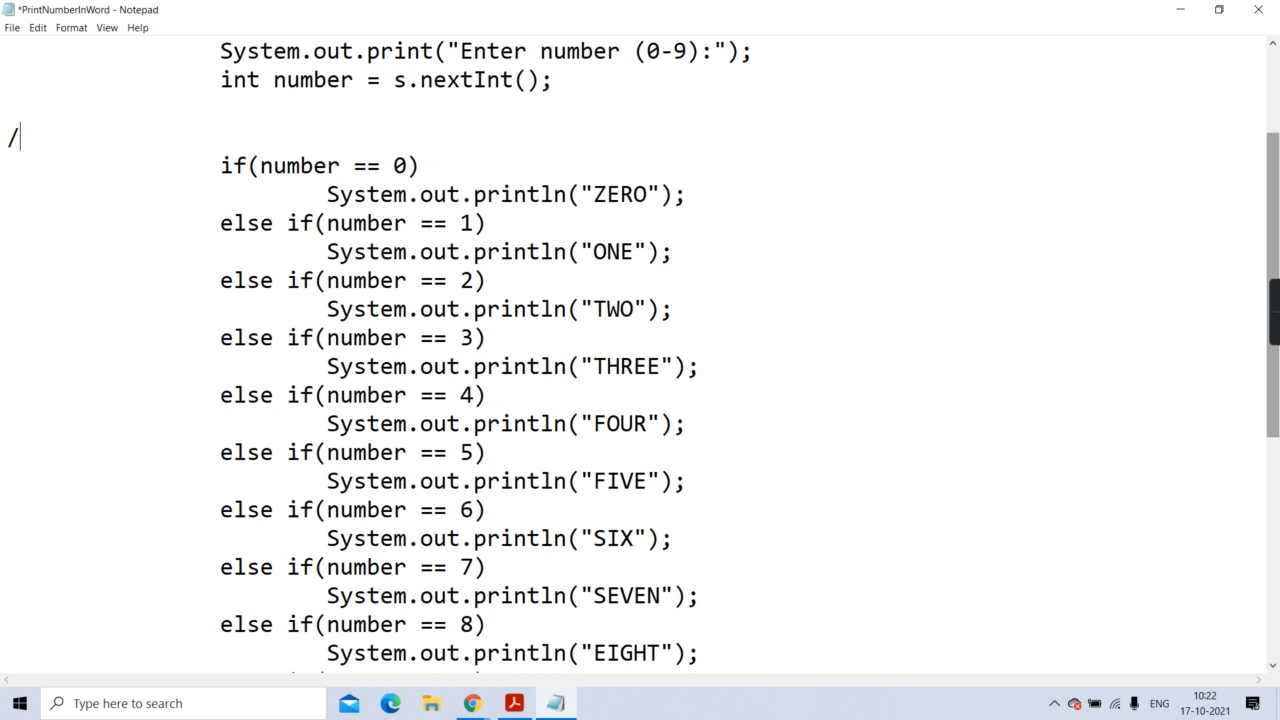 *PrintNumberInWord - Notepad
File Edit Format View Help
System.out.print("Enter number (0-9):");
int number = s.nextInt();
/
if(number == 0)
System.out.println("ZERO");
else if(number == 1)
System.out.println("ONE");
else if(number == 2)
System.out.println("TWO");
else if(number == 3)
System.out.println("THREE");
else if(number == 4)
System.out.println("FOUR");
else if(number == 5)
System.out.println("FIVE");
else if(number == 6)
System.out.println("SIX");
else if(number == 7)
System.out.println("SEVEN");
else if(number == 8)
System.out.println("EIGHT");
Type here to search
ENG
10:22
17-10-2021